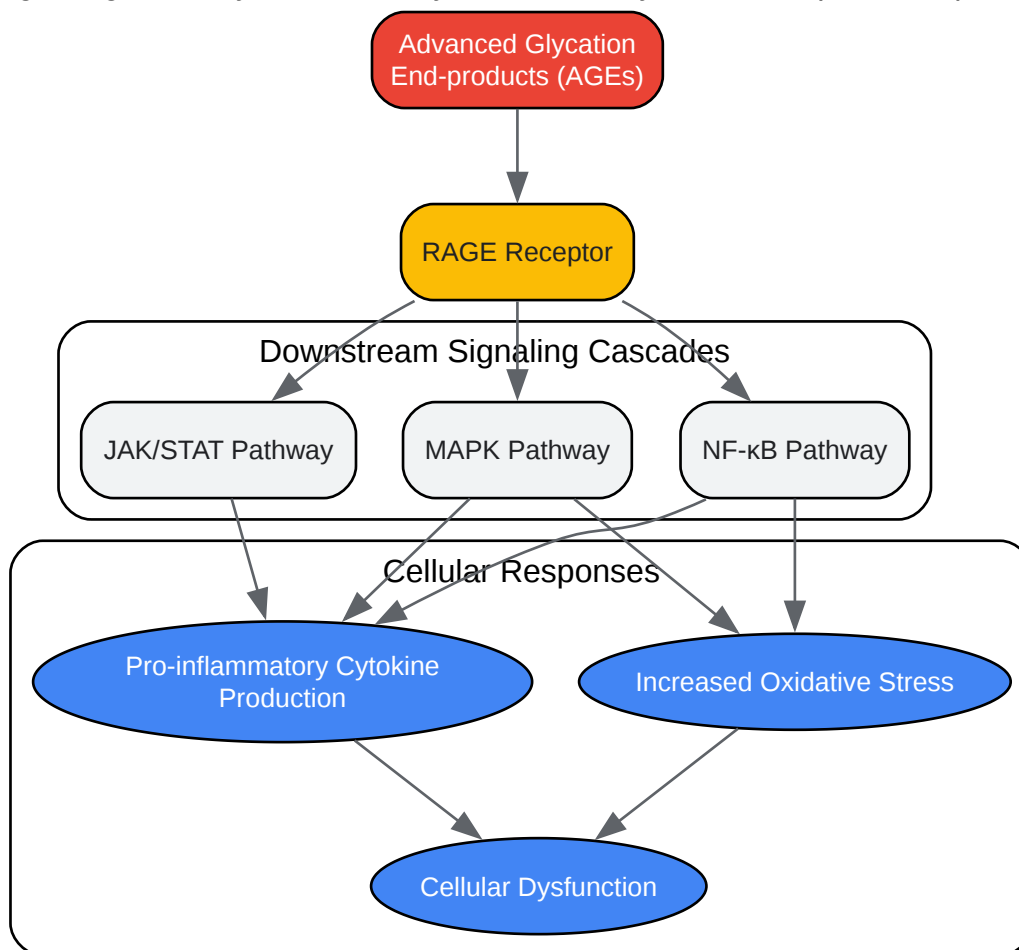 Advanced Glycation
End-products (AGEs)
RAGE Receptor
Downstream Signaling Cascades
JAK/STAT Pathway
MAPK Pathway
NF-κB Pathway
Cellular Responses
Pro-inflammatory Cytokine
Production
Increased Oxidative Stress
Cellular Dysfunction